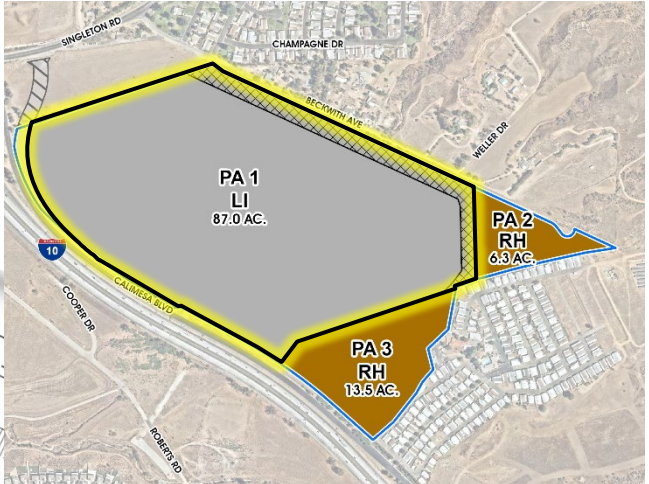 SINGLETON RD
CHAMPAGNE DR
BECKWITH AVE
WELLER DR
PA 1
LI
87.0 AC.
PA 2
RH
6.3 AC.
10
CALIMESA BLVD
COOPER DR
PA 3
RH
13.5 AC.
ROBERTS RD